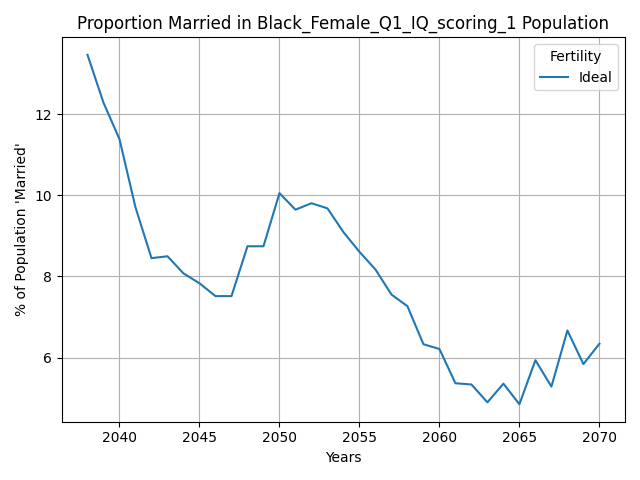 Proportion Married in Black_Female_Q1_IQ_scoring_1 Population
Fertility
Ideal
% of Population 'Married'
12
10
8
6
2040 2045 2050 2055 2060 2065 2070
Years